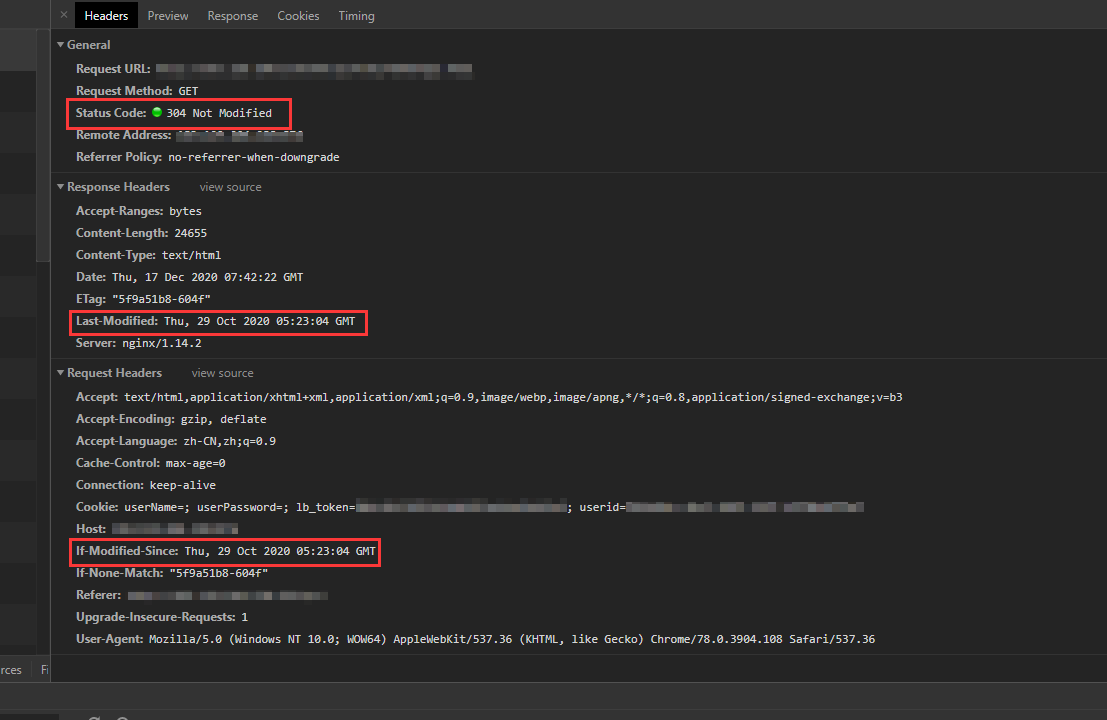 × Headers Preview Response Cookies Timing
General
Request URL:
Request Method: GET
Status Code: 304 Not Modified
Remote Address:
Referrer Policy: no-referrer-when-downgrade
Response Headers view source
Accept-Ranges: bytes
Content-Length: 24655
Content-Type: text/html
Date: Thu, 17 Dec 2020 07:42:22 GMT
ETag: "5f9a51b8-604f"
Last-Modified: Thu, 29 Oct 2020 05:23:04 GMT
Server: nginx/1.14.2
Request Headers view source
Accept: text/html,application/xhtml+xml,application/xml;q=0.9,image/webp,image/apng,*/*;q=0.8,application/signed-exchange;v=b3
Accept-Encoding: gzip, deflate
Accept-Language: zh-CN,zh;q=0.9
Cache-Control: max-age=0
Connection: keep-alive
Cookie: userName=; userPassword=; lb_token= ; userid=
Host:
If-Modified-Since: Thu, 29 Oct 2020 05:23:04 GMT
If-None-Match: "5f9a51b8-604f"
Referer:
Upgrade-Insecure-Requests: 1
User-Agent: Mozilla/5.0 (Windows NT 10.0; WOW64) AppleWebKit/537.36 (KHTML, like Gecko) Chrome/78.0.3904.108 Safari/537.36
rces Fi